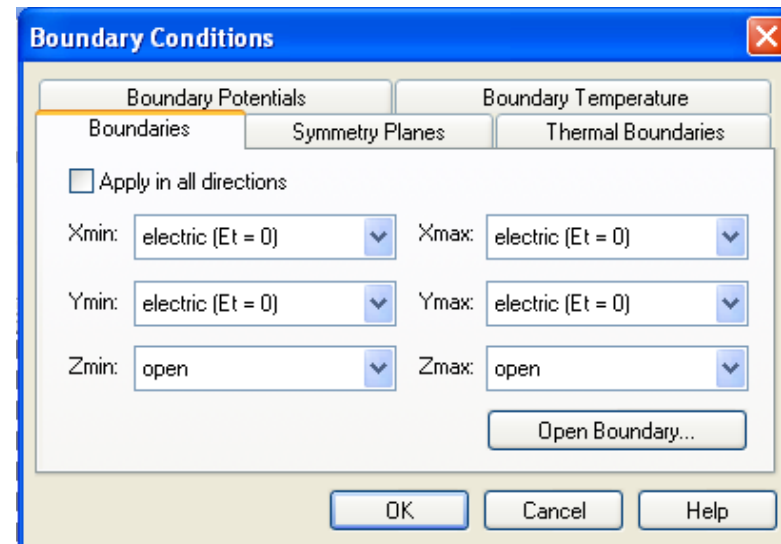 Boundary Conditions
Boundary Potentials Boundary Temperature
Boundaries Symmetry Planes Thermal Boundaries
Apply in all directions
Xmin: electric (Et = 0) Xmax: electric (Et = 0)
Ymin: electric (Et = 0) Ymax: electric (Et = 0)
Zmin: open Zmax: open
Open Boundary...
OK Cancel Help